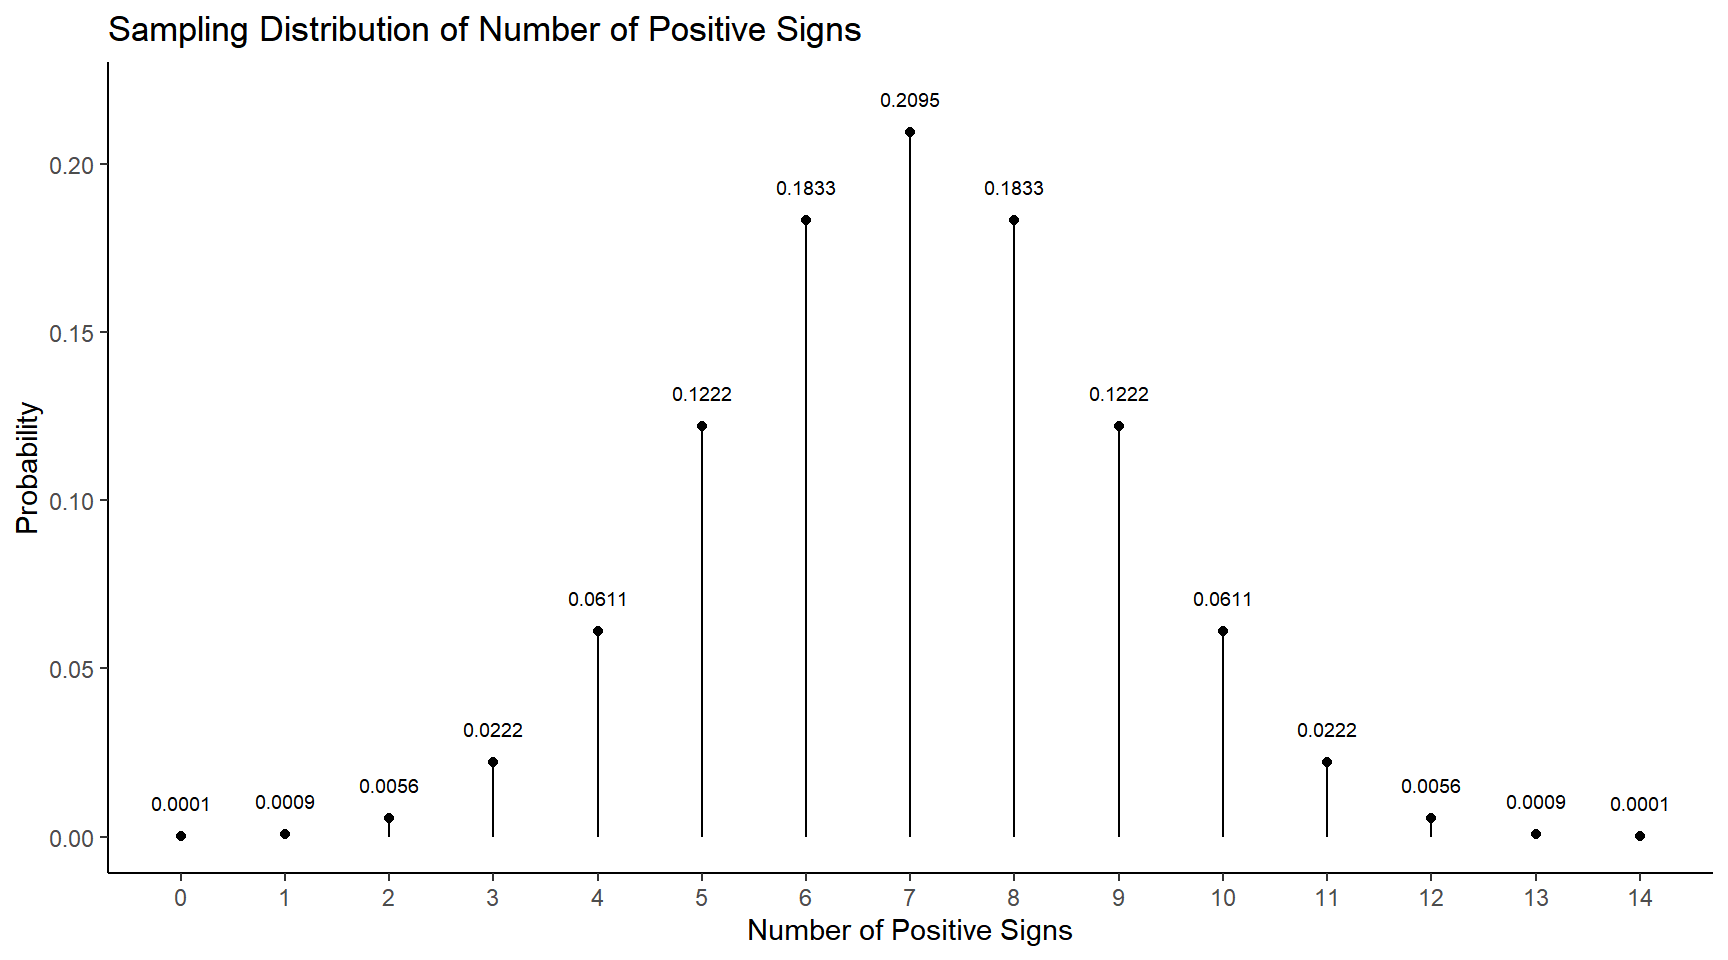 Sampling Distribution of Number of Positive Signs
0.2095
0.1833 0.1833
0.1222 0.1222
0.0611 0.0611
0.0222 0.0222
0.0056 0.0056
0.0001 0.0009 0.0009 0.0001
0.20
0.15
0.10
0.05
0.00
Probability
0 1 2 3 4 5 6 7 8 9 10 11 12 13 14
Number of Positive Signs